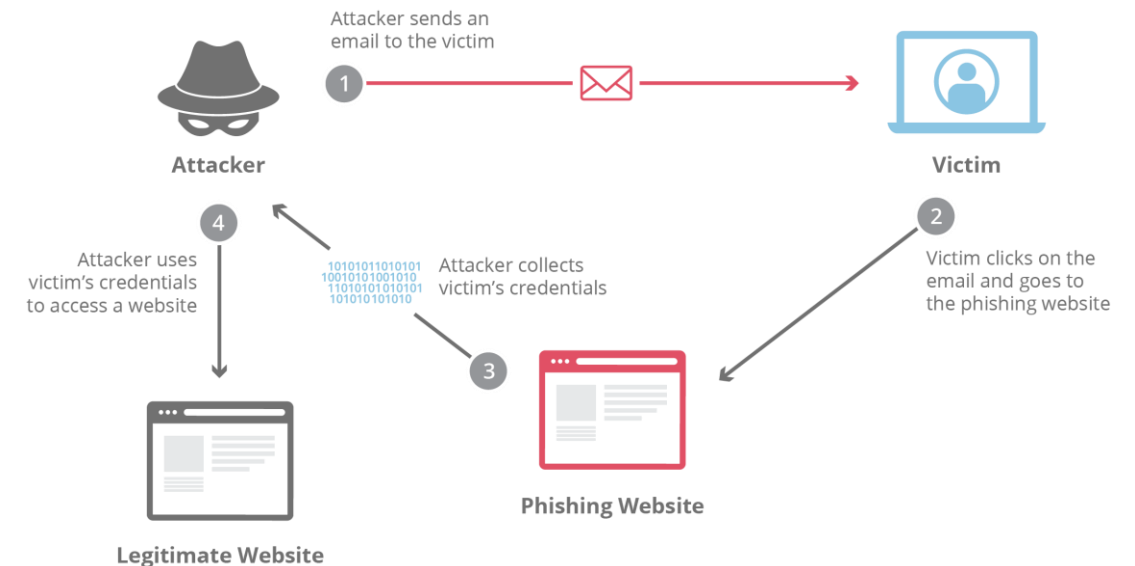 Attacker sends an
email to the victim
1
Attacker
Victim
4
2
Attacker uses
victim's credentials
to access a website
10101011010101
10010101001010
11010101010101
101010101010
Attacker collects
victim's credentials
Victim clicks on the
email and goes to
the phishing website
3
Phishing Website
Legitimate Website